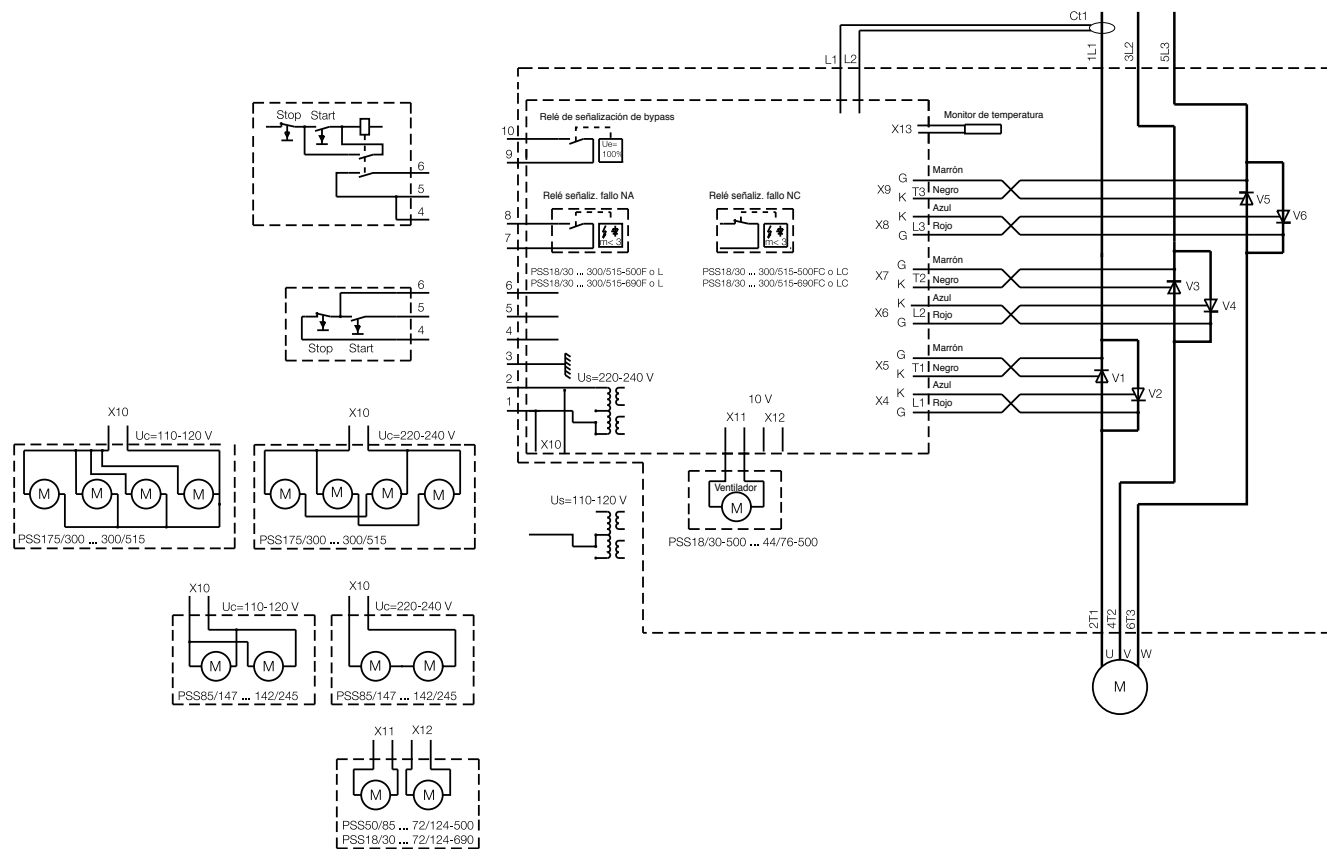 Ct1
L1 L2
1L1 3L2 5L3
Stop Start
6
5
4
10
9
Relé de señalización de bypass
Ue=
100%
X13
Monitor de temperatura
8
7
Relé señaliz. fallo NA
m< 3
PSS18/30 ... 300/515-500F o L
PSS18/30 ... 300/515-690F o L
Relé señaliz. fallo NC
m< 3
PSS18/30 ... 300/515-500FC o LC
PSS18/30 ... 300/515-690FC o LC
X9
G Marrón
T3
K Negro
X8
K Azul
L3
G Rojo
V5
V6
X7
G Marrón
T2
K Negro
X6
K Azul
L2
G Rojo
V3
V4
X5
G Marrón
T1
K Negro
X4
K Azul
L1
G Rojo
V1
V2
6
5
4
Stop Start
6
5
4
3
2
1
Us=220-240 V
X10
10 V
X11 X12
Ventilador
M
PSS18/30-500 ... 44/76-500
Us=110-120 V
X10
Uc=110-120 V
M M M M
PSS175/300 ... 300/515
X10
Uc=220-240 V
M M M M
PSS175/300 ... 300/515
X10
Uc=110-120 V
M M
PSS85/147 ... 142/245
X10
Uc=220-240 V
M M
PSS85/147 ... 142/245
X11 X12
M M
PSS50/85 ... 72/124-500
PSS18/30 ... 72/124-690
2T1 4T2 6T3
U V W
M